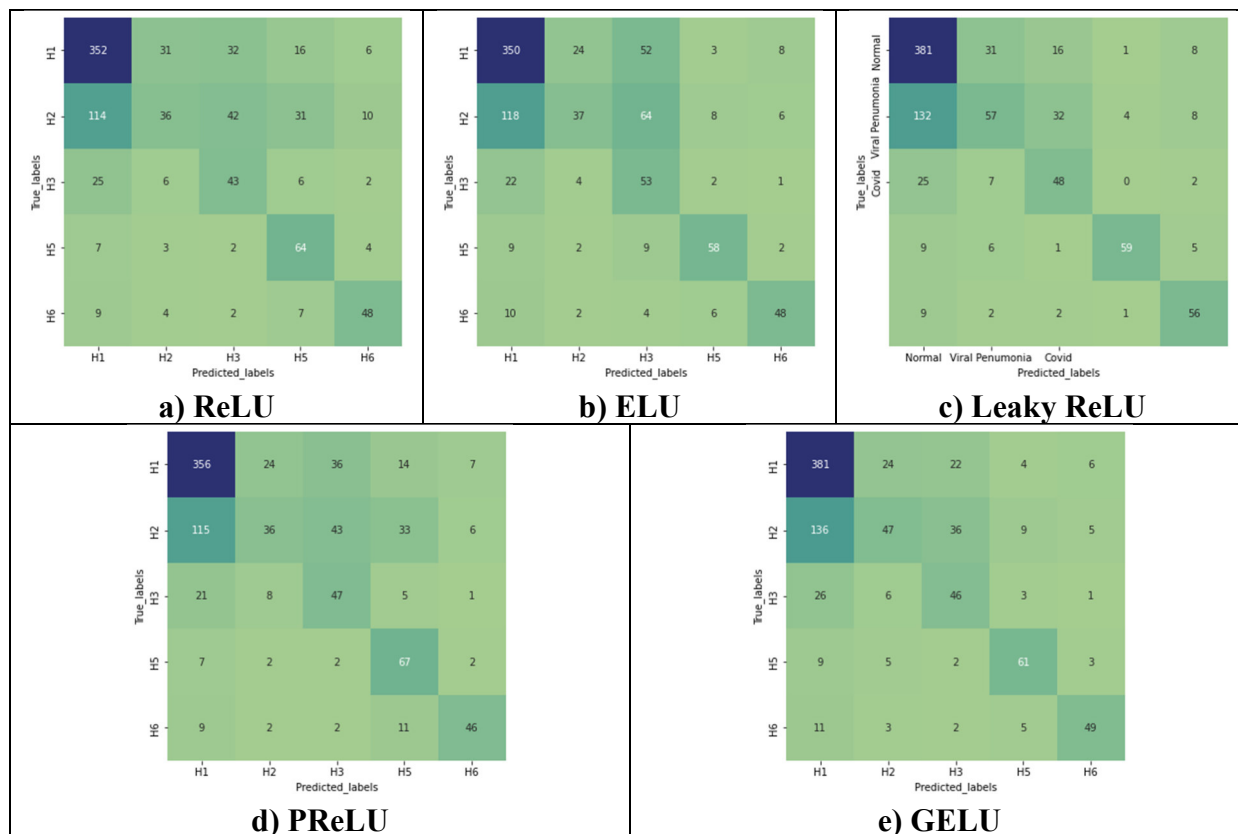 H1 352 31 32 16 6
H2 114 36 42 31 10
H3 25 6 43 6 2
H5 7 3 2 64 4
H6 9 4 2 7 48
True_labels
H1 H2 H3 H5 H6
Predicted_labels
a) ReLU
H1 350 24 52 3 8
H2 118 37 64 8 6
H3 22 4 53 2 1
H5 9 2 9 58 2
H6 10 2 4 6 48
True_labels
H1 H2 H3 H5 H6
Predicted_labels
b) ELU
Normal 381 31 16 1 8
Viral Penumonia 132 57 32 4 8
Covid 25 7 48 0 2
9 6 1 59 5
9 2 2 1 56
True_labels
Normal Viral Penumonia Covid
Predicted_labels
c) Leaky ReLU
H1 356 24 36 14 7
H2 115 36 43 33 6
H3 21 8 47 5 1
H5 7 2 2 67 2
H6 9 2 2 11 46
True_labels
H1 H2 H3 H5 H6
Predicted_labels
d) PReLU
H1 381 24 22 4 6
H2 136 47 36 9 5
H3 26 6 46 3 1
H5 9 5 2 61 3
H6 11 3 2 5 49
True_labels
H1 H2 H3 H5 H6
Predicted_labels
e) GELU